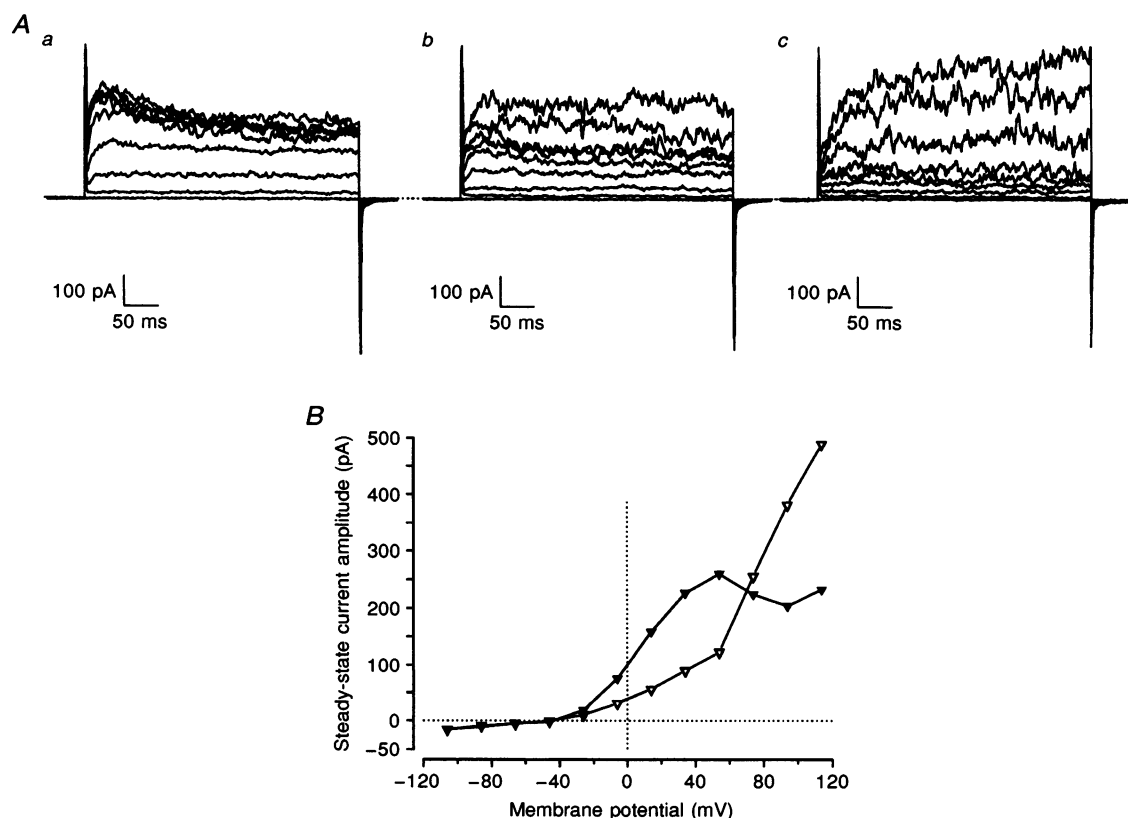 A
a
b
c
100 pA
50 ms
100 pA
50 ms
100 pA
50 ms
B
Steady-state current amplitude (pA)
500
400
300
200
100
0
−50
−120
−80
−40
0
40
80
120
Membrane potential (mV)